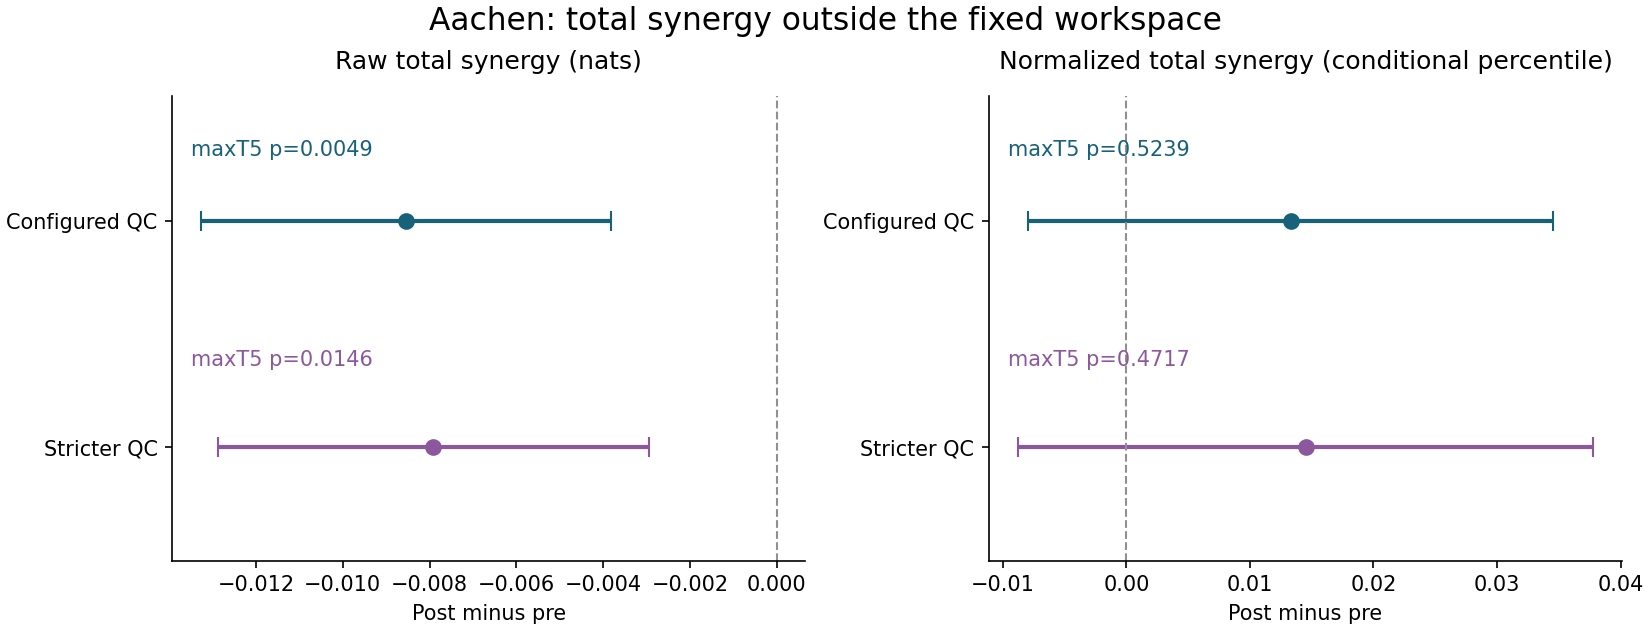 Aachen: total synergy outside the fixed workspace
Raw total synergy (nats)
maxT5 p=0.0049
Configured QC
maxT5 p=0.0146
Stricter QC
−0.012 −0.010 −0.008 −0.006 −0.004 −0.002 0.000
Post minus pre
Normalized total synergy (conditional percentile)
maxT5 p=0.5239
Configured QC
maxT5 p=0.4717
Stricter QC
−0.01 0.00 0.01 0.02 0.03 0.04
Post minus pre